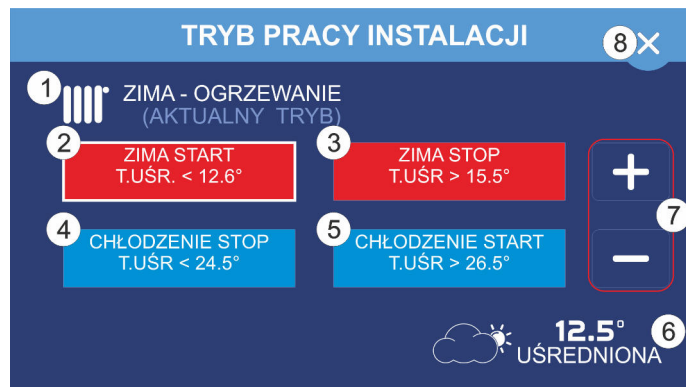 TRYB PRACY INSTALACJI
8
1
ZIMA - OGRZEWANIE
(AKTUALNY TRYB)
2
ZIMA START
T.UŚR. < 12.6°
3
ZIMA STOP
T.UŚR > 15.5°
4
CHŁODZENIE STOP
T.UŚR < 24.5°
5
CHŁODZENIE START
T.UŚR > 26.5°
+
7
−
12.5°
6
UŚREDNIONA